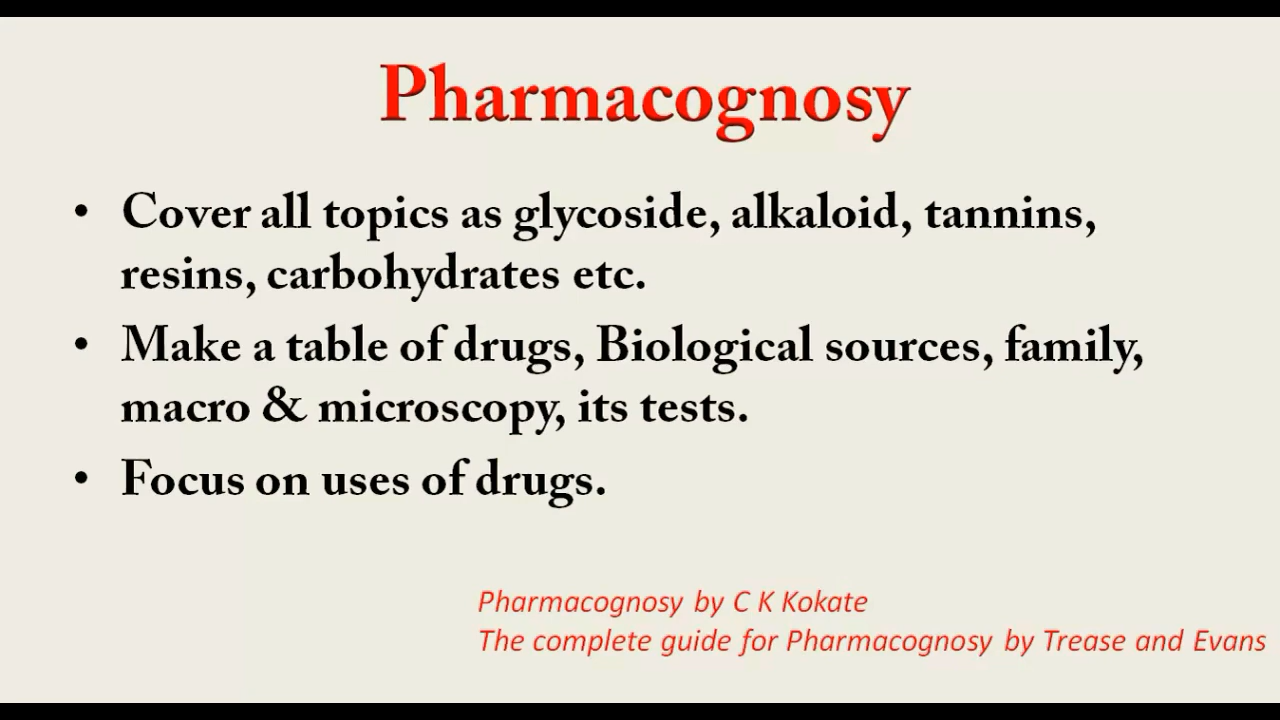 Pharmacognosy
• Cover all topics as glycoside, alkaloid, tannins,
resins, carbohydrates etc.
• Make a table of drugs, Biological sources, family,
macro & microscopy, its tests.
• Focus on uses of drugs.
Pharmacognosy by C K Kokate
The complete guide for Pharmacognosy by Trease and Evans